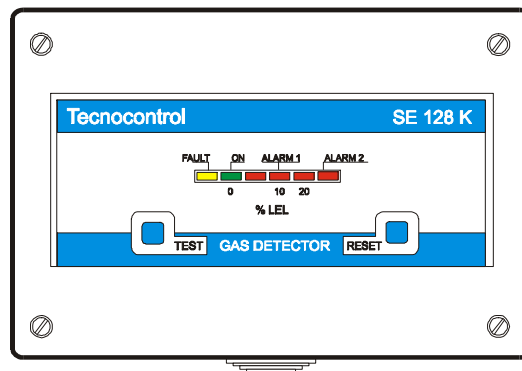 Tecnocontrol SE 128 K
FAULT ON ALARM 1 ALARM 2
0 10 20
% LEL
TEST GAS DETECTOR RESET